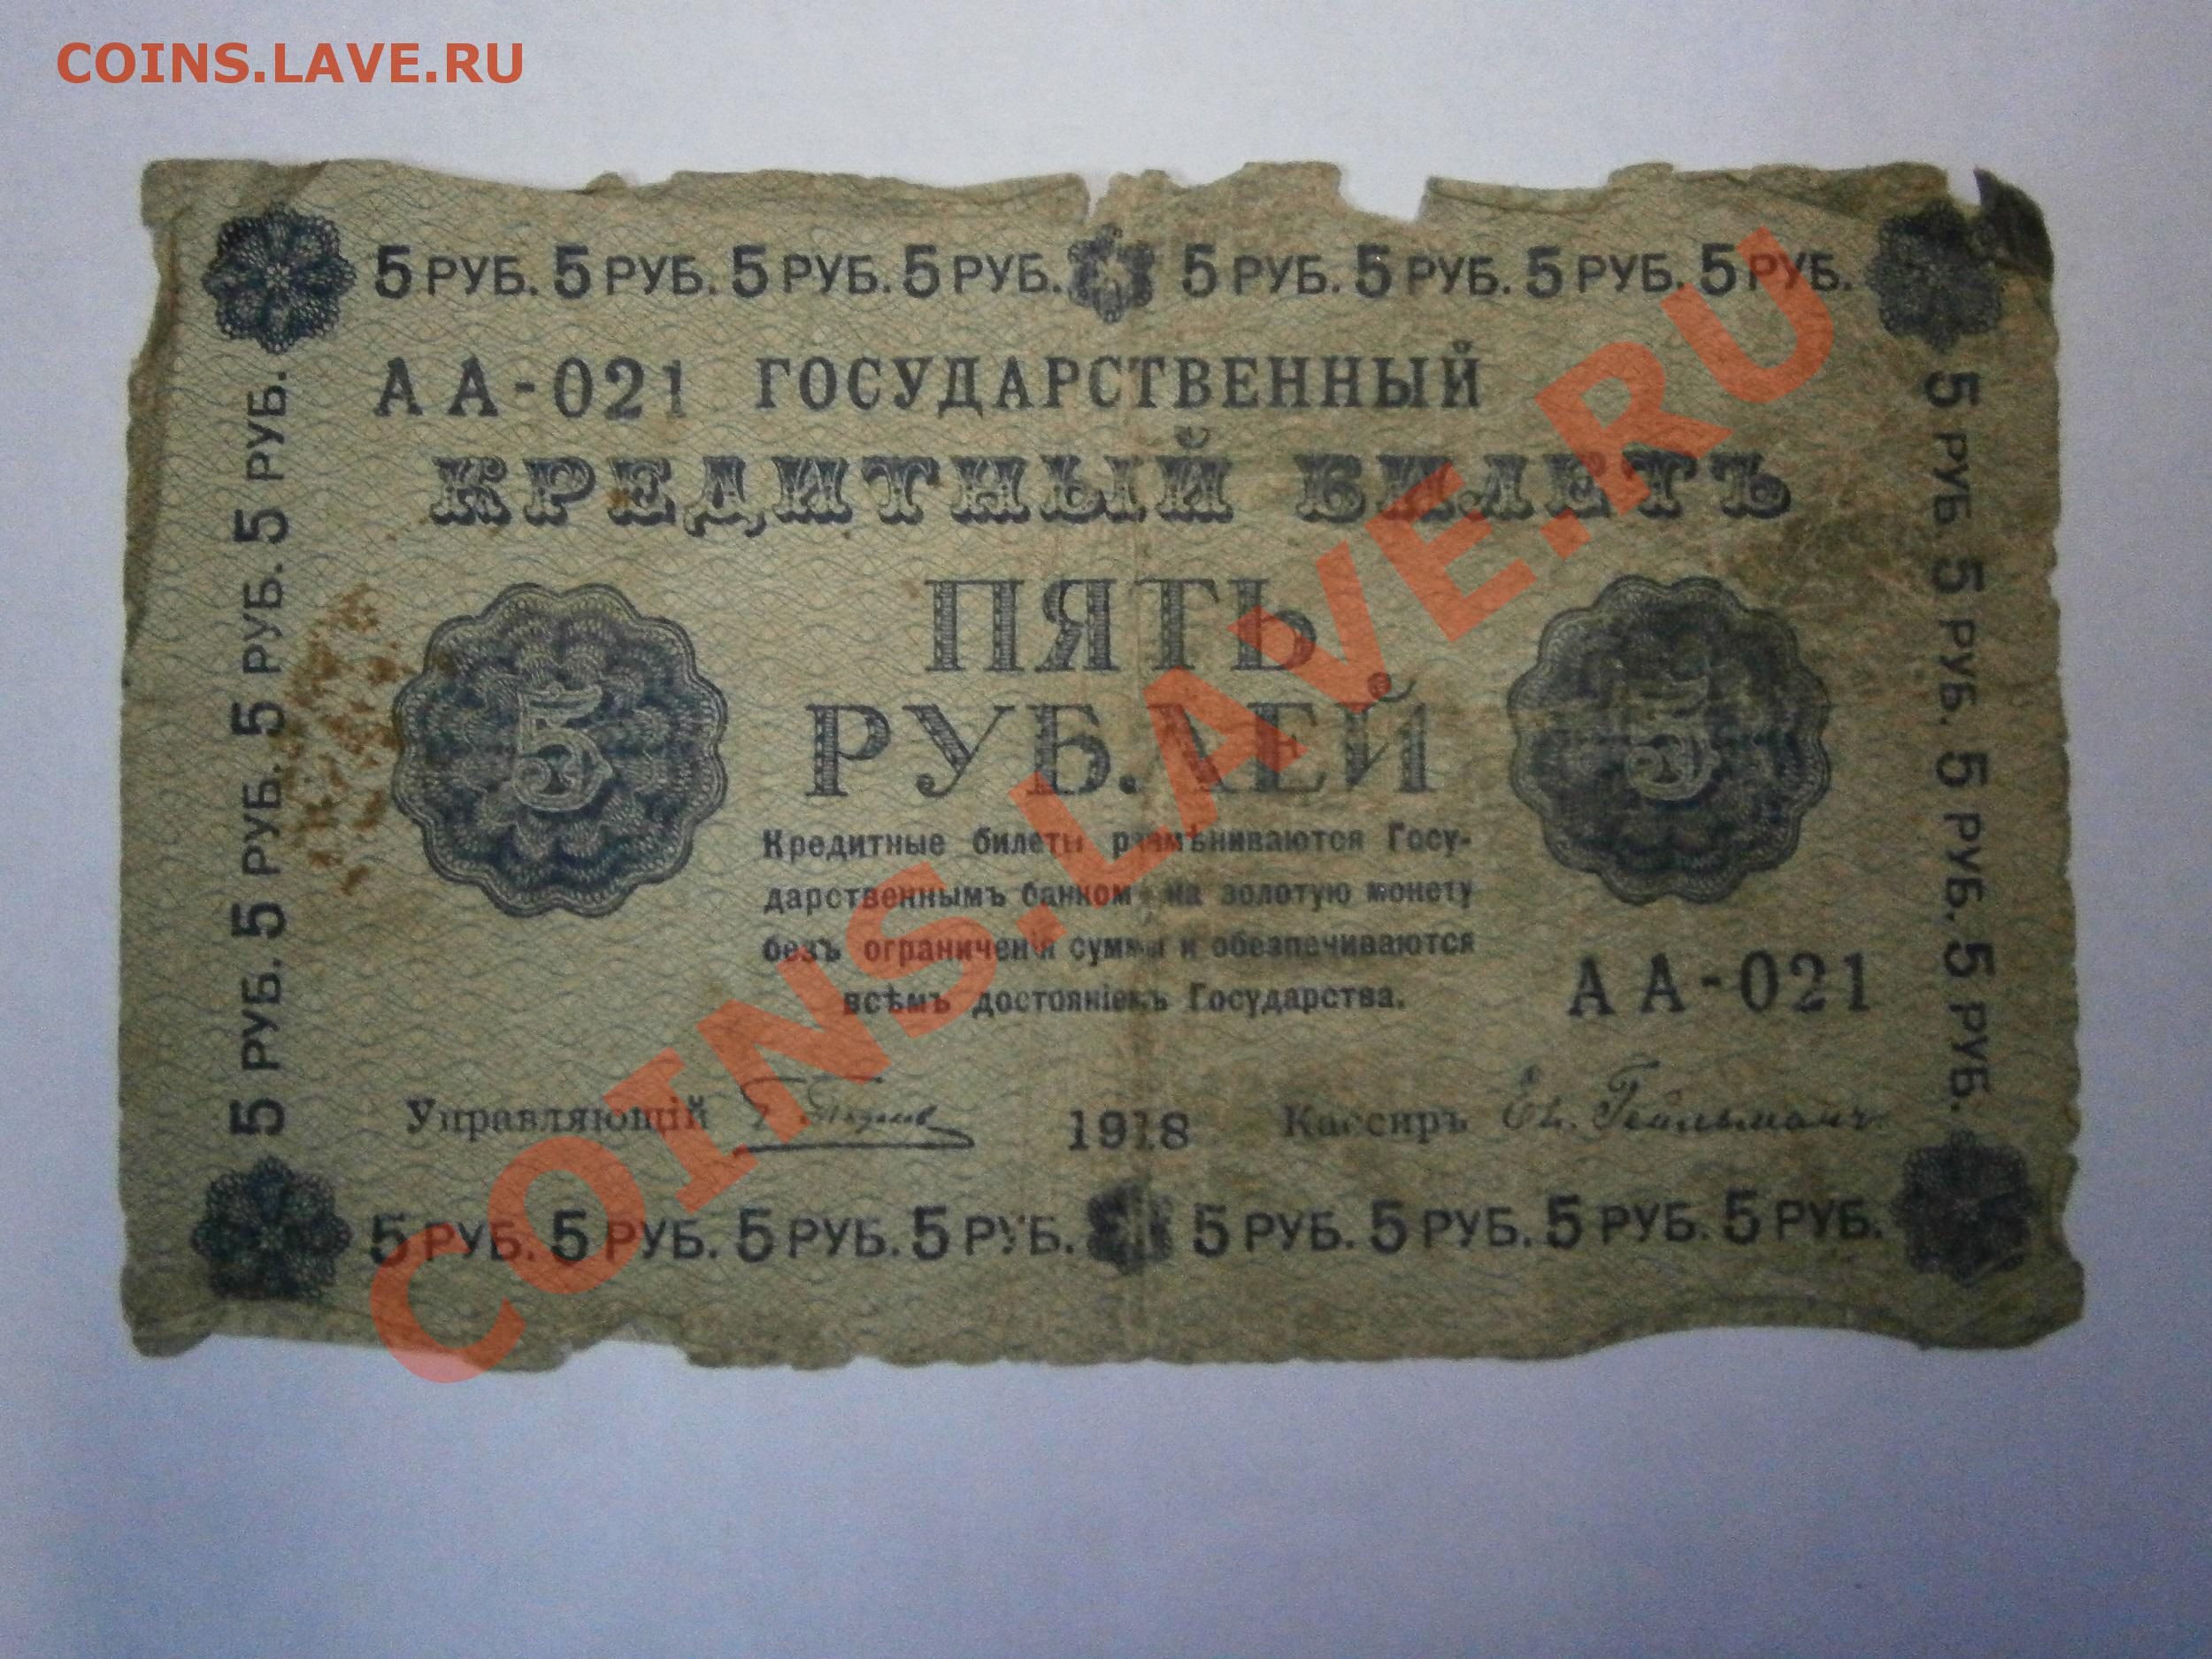 COINS.LAVE.RU
5 РУБ. 5 РУБ. 5 РУБ. 5 РУБ. 5 РУБ. 5 РУБ. 5 РУБ. 5 РУБ.
АА-021 ГОСУДАРСТВЕННЫЙ
КРЕДИТНЫЙ БИЛЕТЪ
5 РУБ. 5 РУБ. 5 РУБ. 5 РУБ.
5
ПЯТЬ
РУБЛЕЙ
5
5 РУБ. 5 РУБ. 5 РУБ. 5 РУБ.
Кредитные билеты размѣниваются Госу-
дарственнымъ банкомъ на золотую монету
безъ ограниченія суммы и обезпечиваются
всѣмъ достояніемъ Государства.
АА-021
Управляющій 1918 Кассиръ Ев. Гейльманъ
5 РУБ. 5 РУБ. 5 РУБ. 5 РУБ. 5 РУБ. 5 РУБ. 5 РУБ. 5 РУБ.
COINS.LAVE.RU